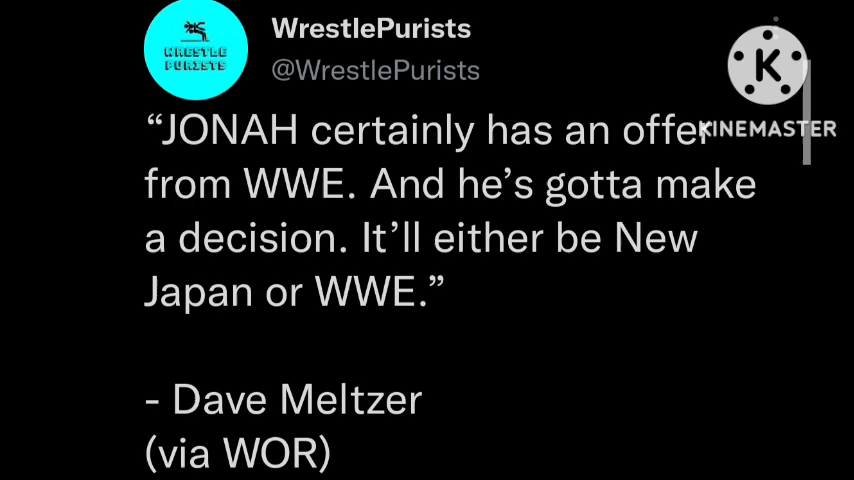 WRESTLE
PURISTS
WrestlePurists
@WrestlePurists
K
KINEMASTER
“JONAH certainly has an offer
from WWE. And he’s gotta make
a decision. It’ll either be New
Japan or WWE.”
- Dave Meltzer
(via WOR)